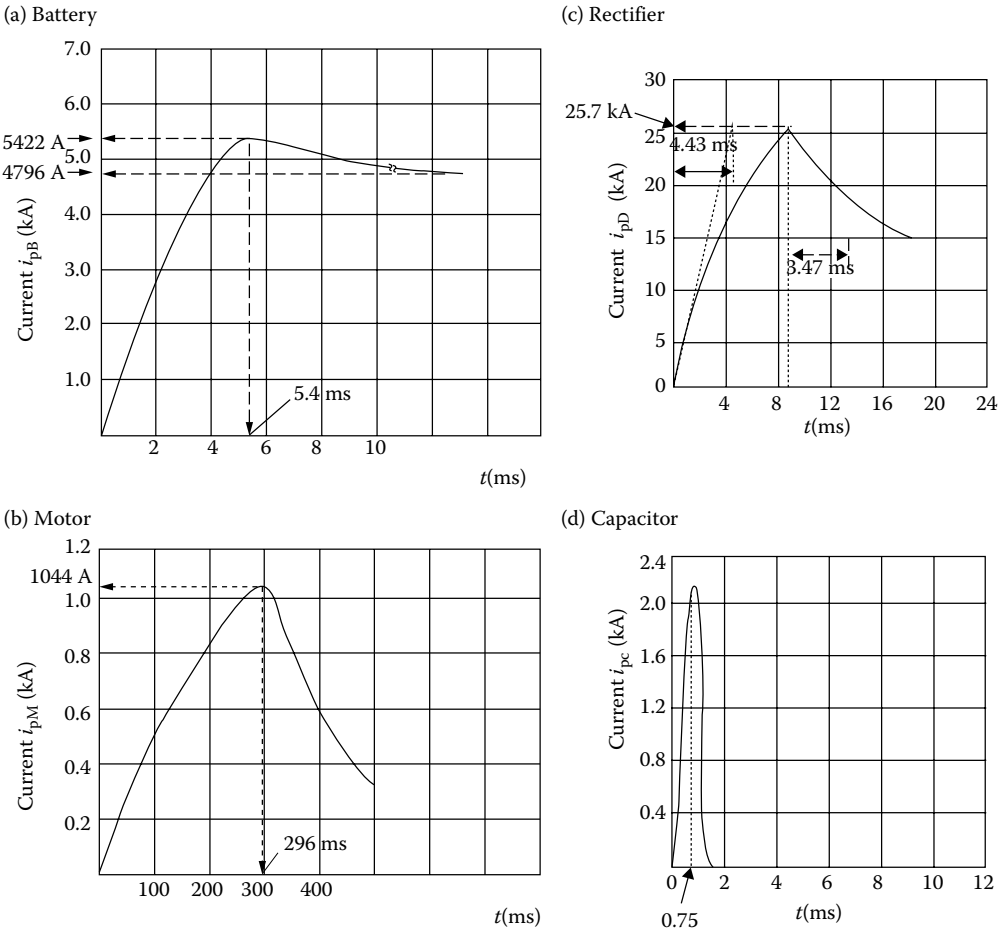 (a) Battery
7.0
6.0
5422 A
5.0
4796 A
4.0
3.0
2.0
1.0
Current ipB (kA)
5.4 ms
2 4 6 8 10
t(ms)
(c) Rectifier
30
25.7 kA
25
4.43 ms
20
15
3.47 ms
10
5
0
Current ipD (kA)
4 8 12 16 20 24
t(ms)
(b) Motor
1.2
1044 A
1.0
0.8
0.6
0.4
0.2
Current ipM (kA)
296 ms
100 200 300 400
t(ms)
(d) Capacitor
2.4
2.0
1.6
1.2
0.8
0.4
Current ipc (kA)
0 2 4 6 8 10 12
0.75
t(ms)